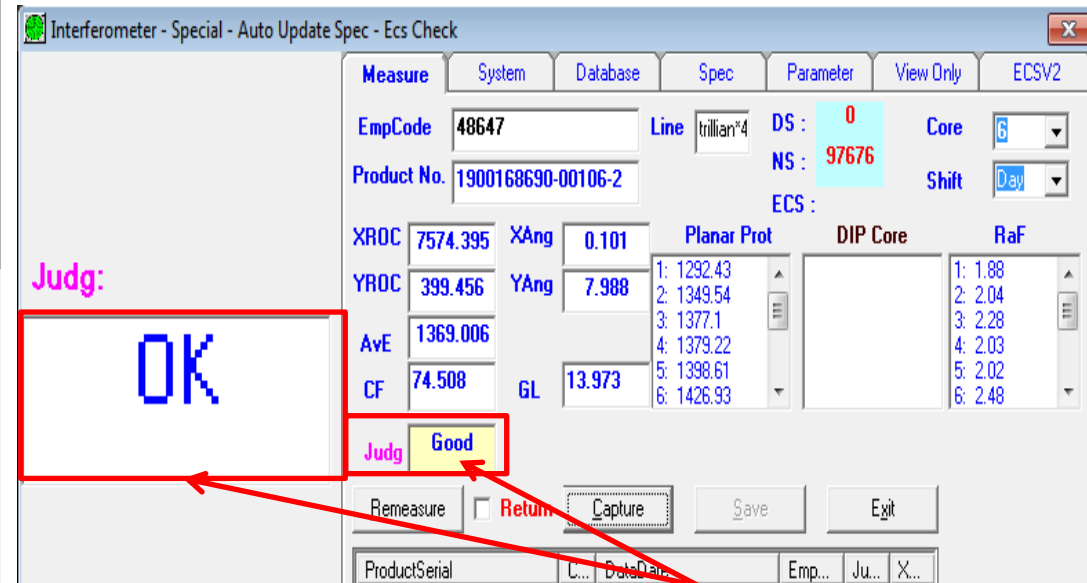 Interferometer - Special - Auto Update Spec - Ecs Check
Measure System Database Spec Parameter View Only ECSV2
EmpCode 48647 Line trillian*4 DS : 0 Core 6
Product No. 1900168690-00106-2 NS : 97676 Shift Day
ECS :
XROC 7574.395 XAng 0.101 Planar Prot DIP Core RaF
Judg:
YROC 399.456 YAng 7.988
1: 1292.43 1: 1.88
2: 1349.54 2: 2.04
3: 1377.1 3: 2.28
4: 1379.22 4: 2.03
5: 1398.61 5: 2.02
6: 1426.93 6: 2.48
OK
AvE 1369.006
CF 74.508 GL 13.973
Judg Good
Remeasure Return Capture Save Exit
ProductSerial C... DataDate Emp... Ju... X...